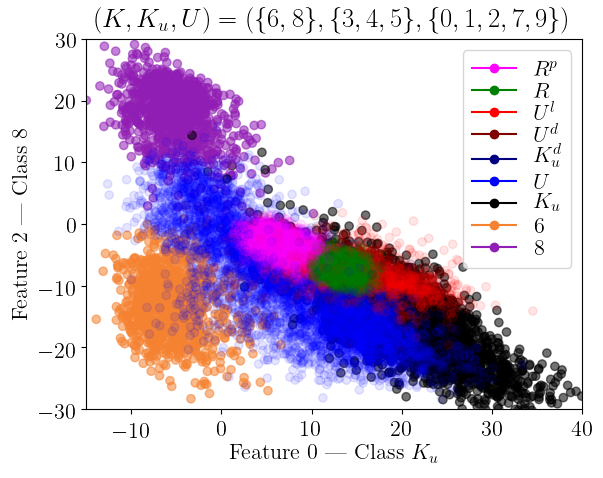 (K, K_u, U) = ({6, 8}, {3, 4, 5}, {0, 1, 2, 7, 9})
30
20
10
0
−10
−20
−30
Feature 2 — Class 8
R^p
R
U^l
U^d
K_u^d
U
K_u
6
8
−10
0
10
20
30
40
Feature 0 — Class K_u